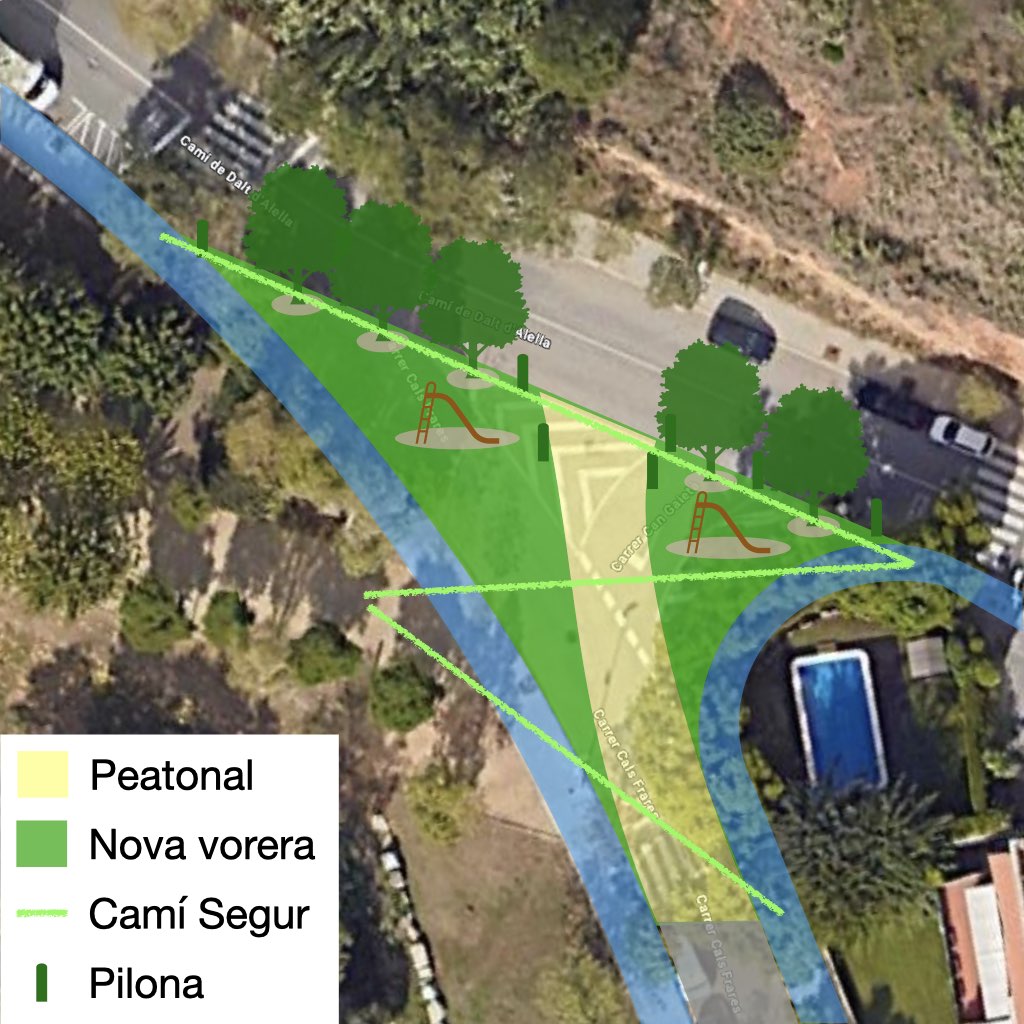 Camí de Dalt d'Alella
Camí de Dalt d'Alella
Carrer Cals Frares
Carrer Can Galet
Carrer Cals Frares
Carrer Cals Frares
Peatonal
Nova vorera
Camí Segur
Pilona